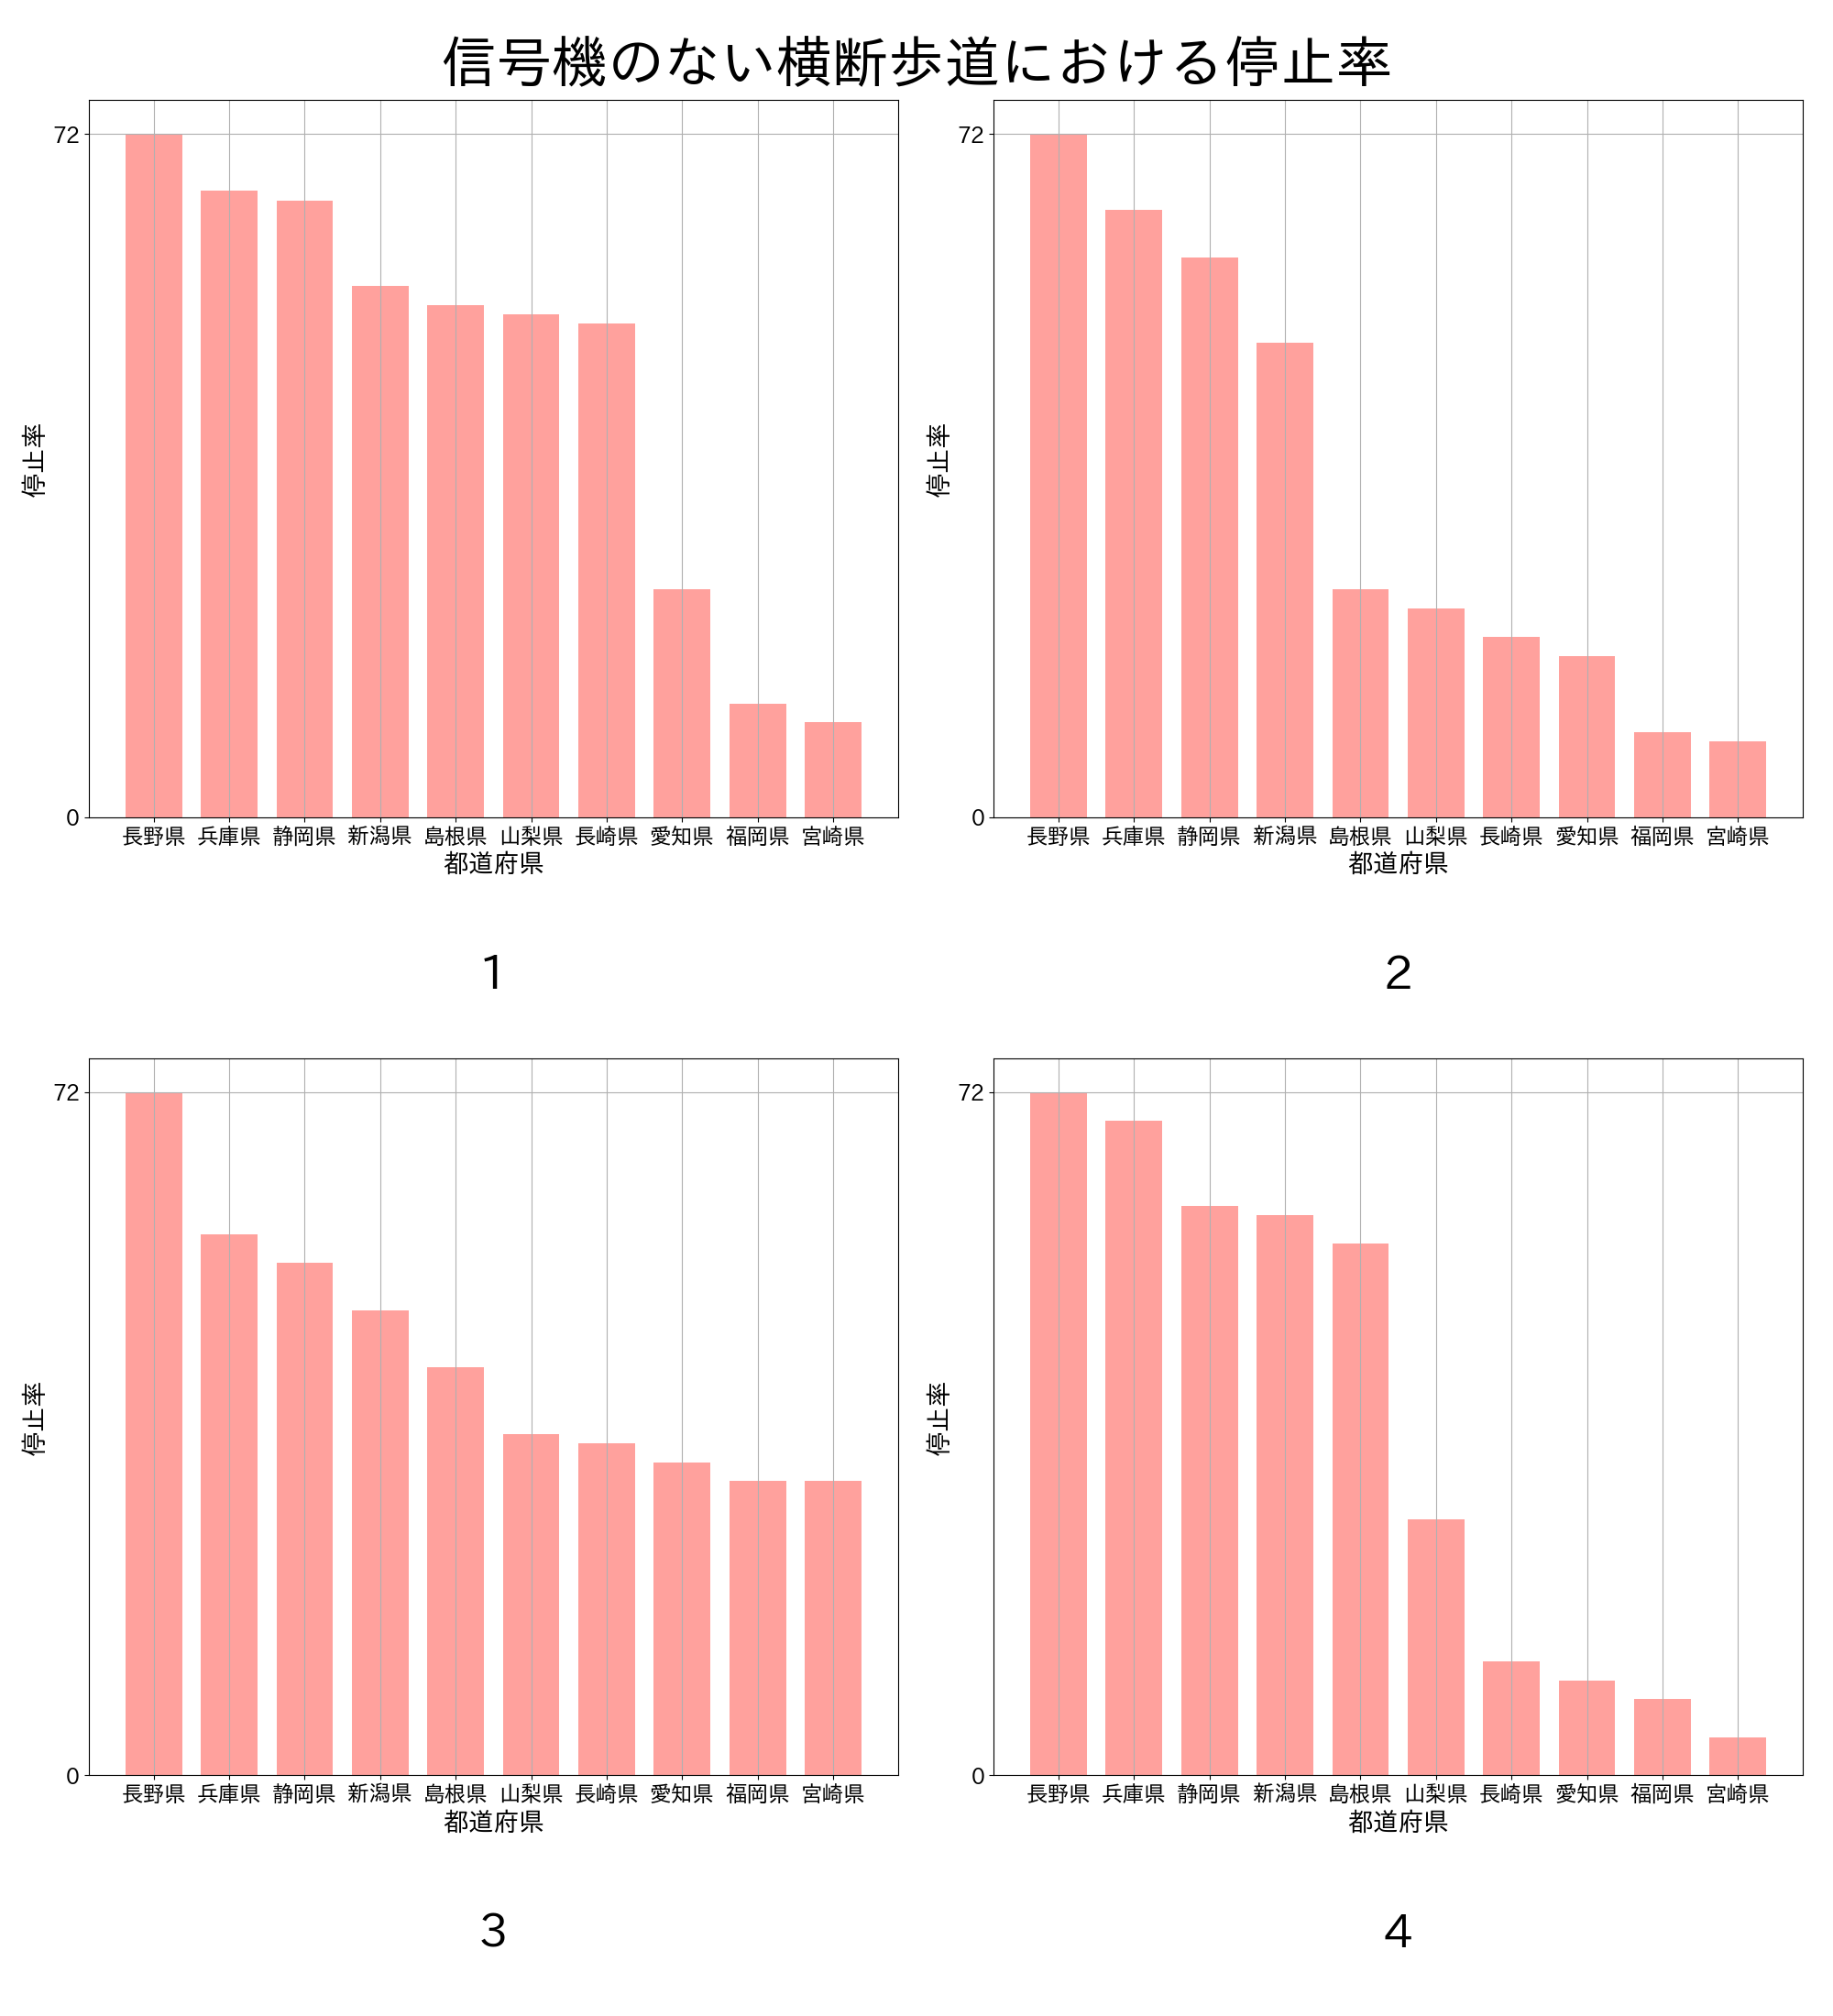 信号機のない横断歩道における停止率
72
0
停止率
長野県 兵庫県 静岡県 新潟県 島根県 山梨県 長崎県 愛知県 福岡県 宮崎県
都道府県
1
72
0
停止率
長野県 兵庫県 静岡県 新潟県 島根県 山梨県 長崎県 愛知県 福岡県 宮崎県
都道府県
2
72
0
停止率
長野県 兵庫県 静岡県 新潟県 島根県 山梨県 長崎県 愛知県 福岡県 宮崎県
都道府県
3
72
0
停止率
長野県 兵庫県 静岡県 新潟県 島根県 山梨県 長崎県 愛知県 福岡県 宮崎県
都道府県
4